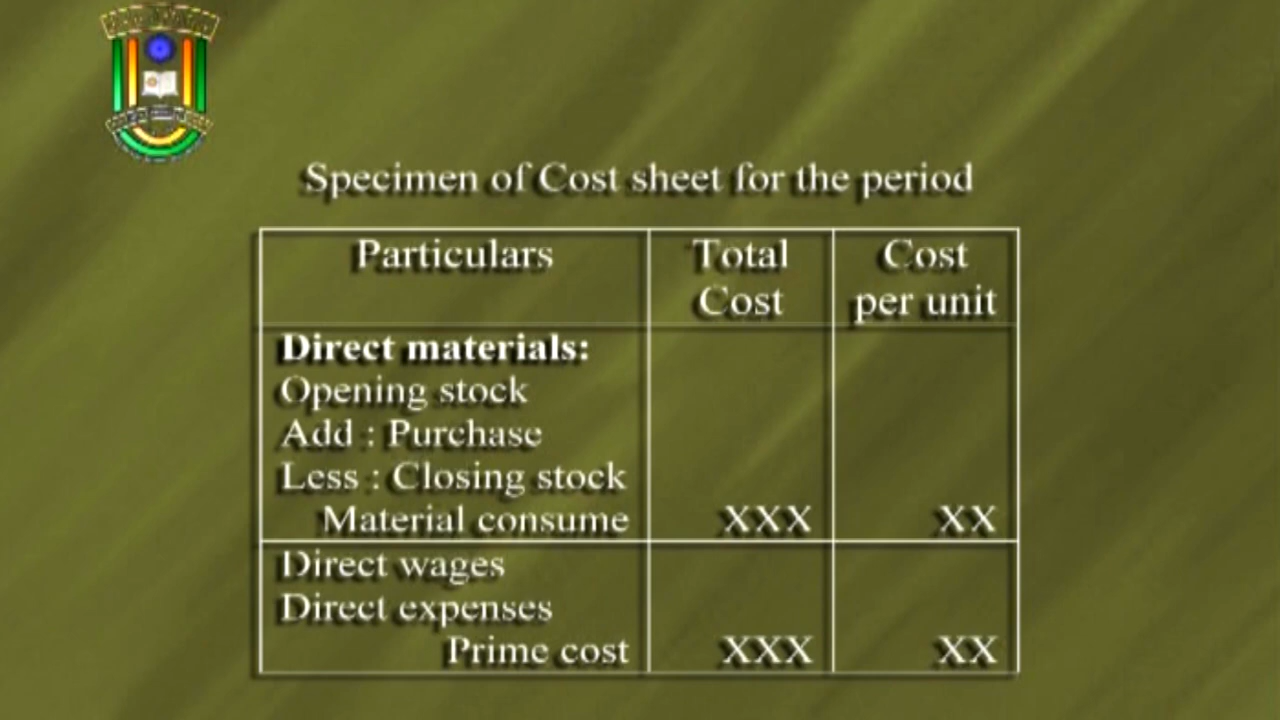 Specimen of Cost sheet for the period
Particulars
Total
Cost
Cost
per unit
Direct materials:
Opening stock
Add : Purchase
Less : Closing stock
Material consume XXX XX
Direct wages
Direct expenses
Prime cost XXX XX